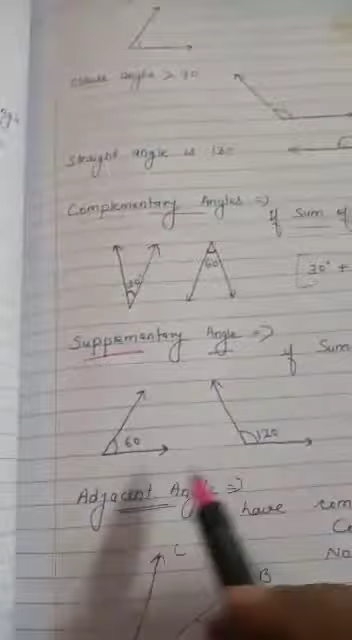 angle > 90
straight angle is 180
Complementary Angles ⇒ if sum of
30° 60°
[30° +
Supplementary Angle ⇒ if Sum
60 120
Adjacent Angle ⇒
have
C
B